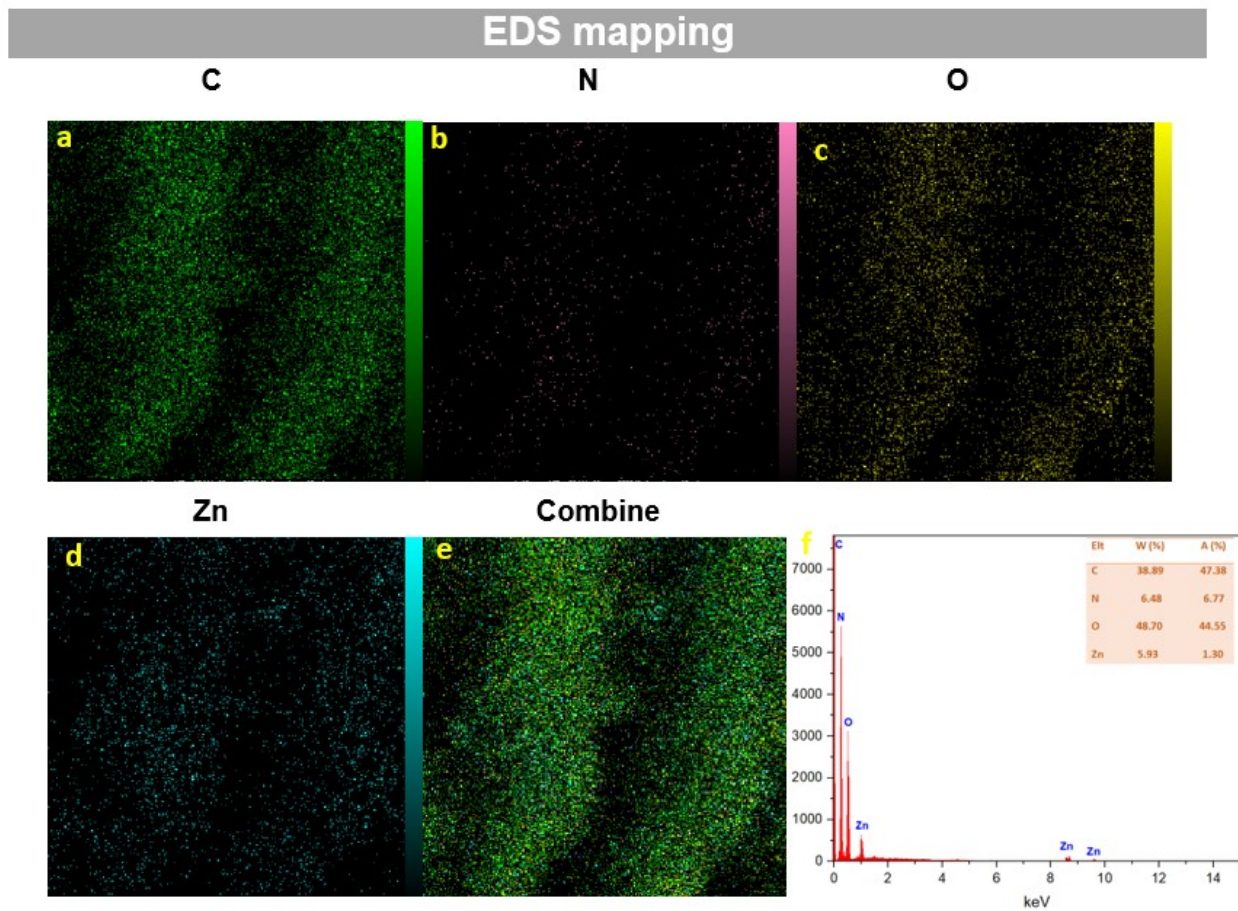 EDS mapping
C
N
O
a
b
c
Zn
Combine
d
e
f
C
N
O
Zn
Zn
Zn
7000
6000
5000
4000
3000
2000
1000
0
0 2 4 6 8 10 12 14
keV
Elt W (%) A (%)
C 38.89 47.38
N 6.48 6.77
O 48.70 44.55
Zn 5.93 1.30